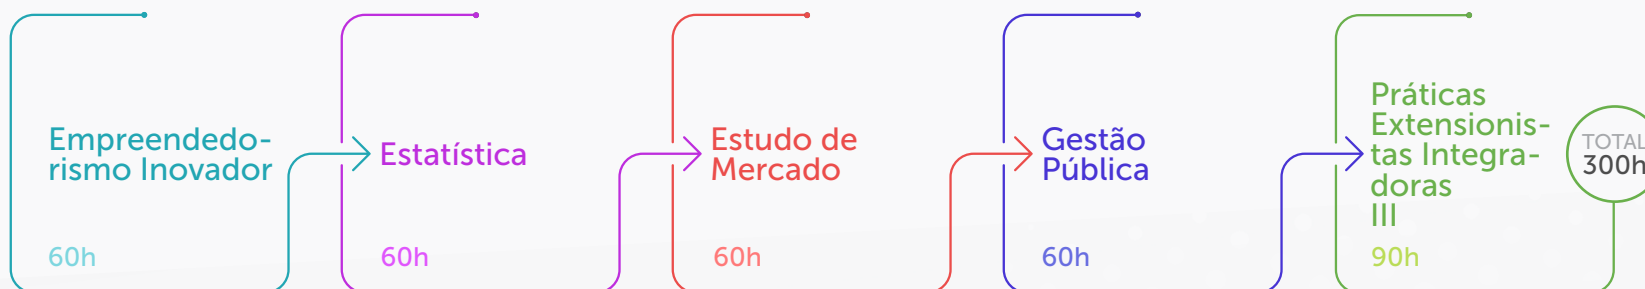 Empreendedo-
rismo Inovador
60h
Estatística
60h
Estudo de
Mercado
60h
Gestão
Pública
60h
Práticas
Extensionis-
tas Integra-
doras
III
90h
TOTAL
300h